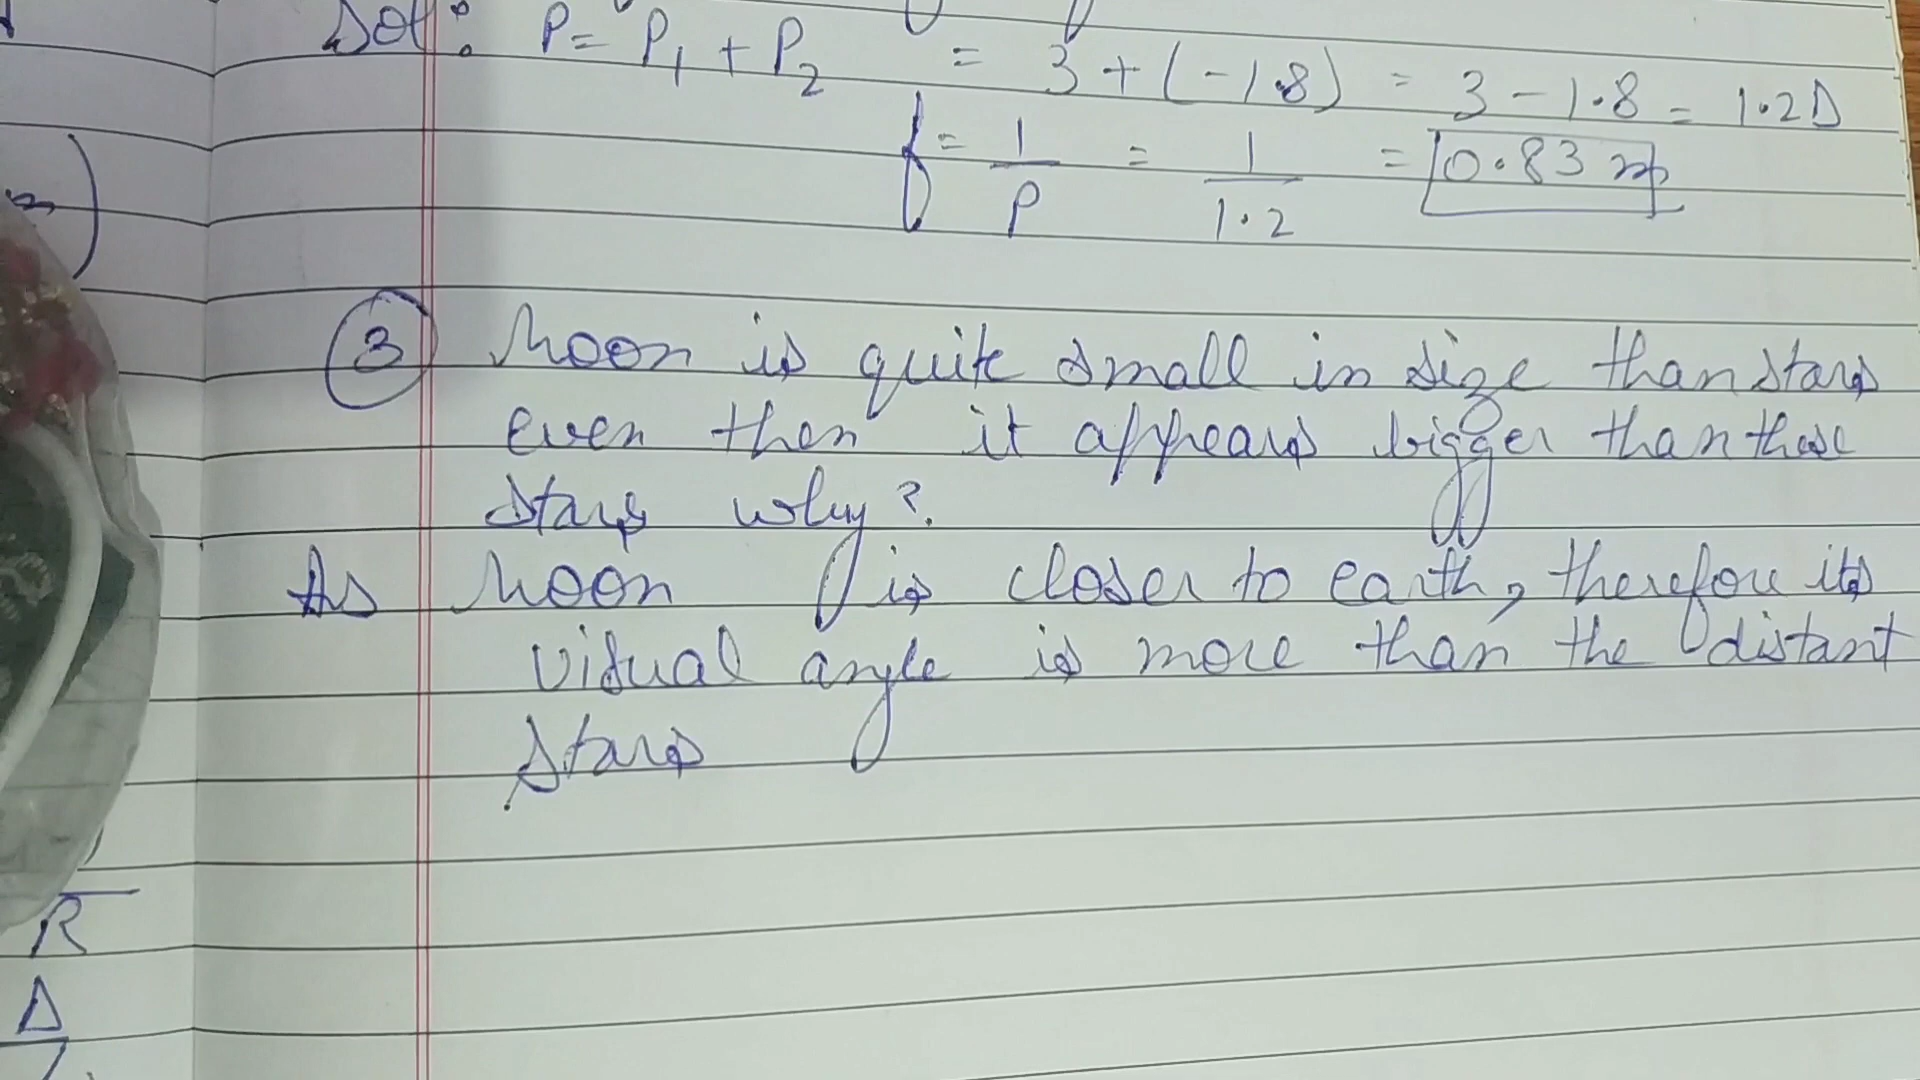 Sol: P = P1 + P2 = 3 + (-1.8) = 3 - 1.8 = 1.2D
f = 1/P = 1/1.2 = 0.83 m
3 Moon is quite small in size than stars
even then it appears bigger than these
stars why?
As Moon is closer to earth, therefore its
visual angle is more than the distant
stars
R
Δ